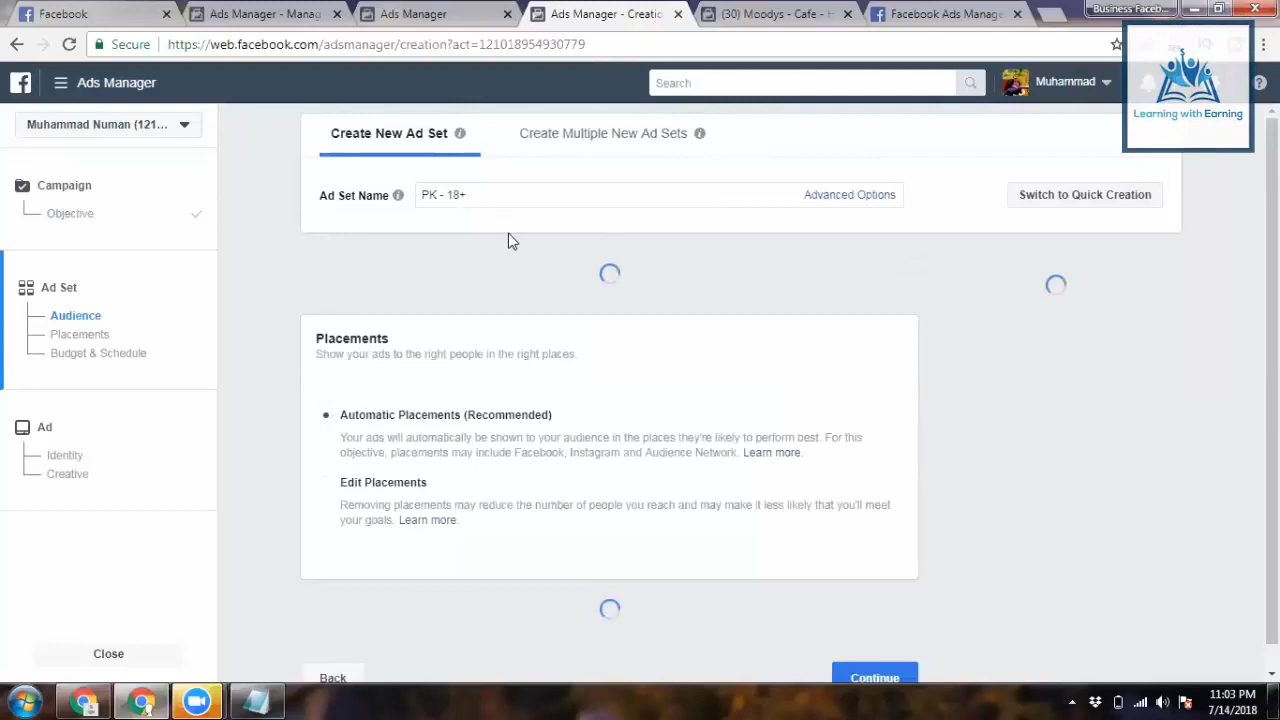 Facebook
Ads Manager - Manag
Ads Manager
Ads Manager - Creatio
(30) Moodys - Cafe - H
Facebook Ads Manage
Business Faceb...
Secure
https://web.facebook.com/adsmanager/creation?act=121018954930779
Ads Manager
Search
Muhammad
Learning with Earning
Muhammad Numan (121...
Create New Ad Set
Create Multiple New Ad Sets
Campaign
Ad Set Name
PK - 18+
Advanced Options
Switch to Quick Creation
Objective
Ad Set
Audience
Placements
Budget & Schedule
Placements
Show your ads to the right people in the right places.
Automatic Placements (Recommended)
Your ads will automatically be shown to your audience in the places they're likely to perform best. For this
objective, placements may include Facebook, Instagram and Audience Network. Learn more.
Ad
Identity
Creative
Edit Placements
Removing placements may reduce the number of people you reach and may make it less likely that you'll meet
your goals. Learn more.
Close
Back
Continue
11:03 PM
7/14/2018